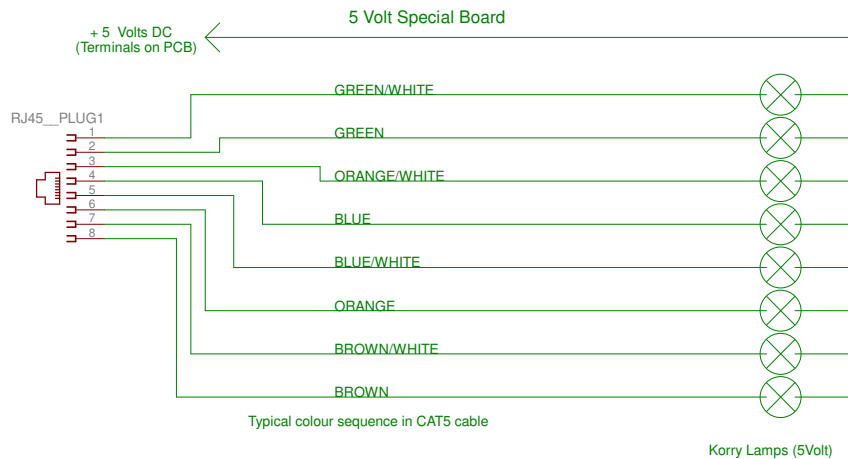 5 Volt Special Board
+ 5 Volts DC
(Terminals on PCB)
GREEN/WHITE
RJ45__PLUG1
1
GREEN
2
3
ORANGE/WHITE
4
5
BLUE
6
7
8
BLUE/WHITE
ORANGE
BROWN/WHITE
BROWN
Typical colour sequence in CAT5 cable
Korry Lamps (5Volt)